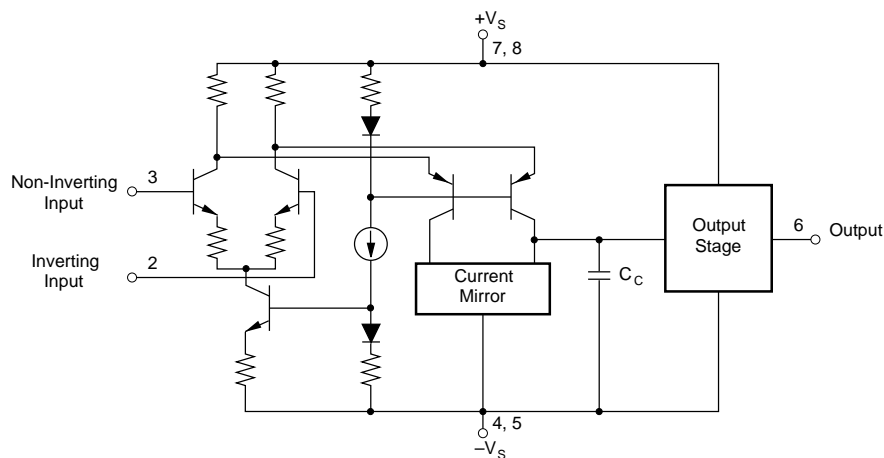 +VS
7, 8
Non-Inverting
Input
3
Inverting
Input
2
Current
Mirror
CC
Output
Stage
6
Output
4, 5
–VS